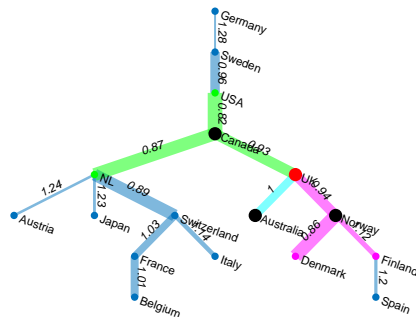 Germany
1.28
Sweden
0.96
USA
0.82
Canada
0.87
0.93
NL
UK
1.24
1.23
0.89
1
0.94
Austria
Japan
Switzerland
Australia
Norway
1.03
0.86
France
Italy
Denmark
Finland
1.01
1.2
Belgium
Spain